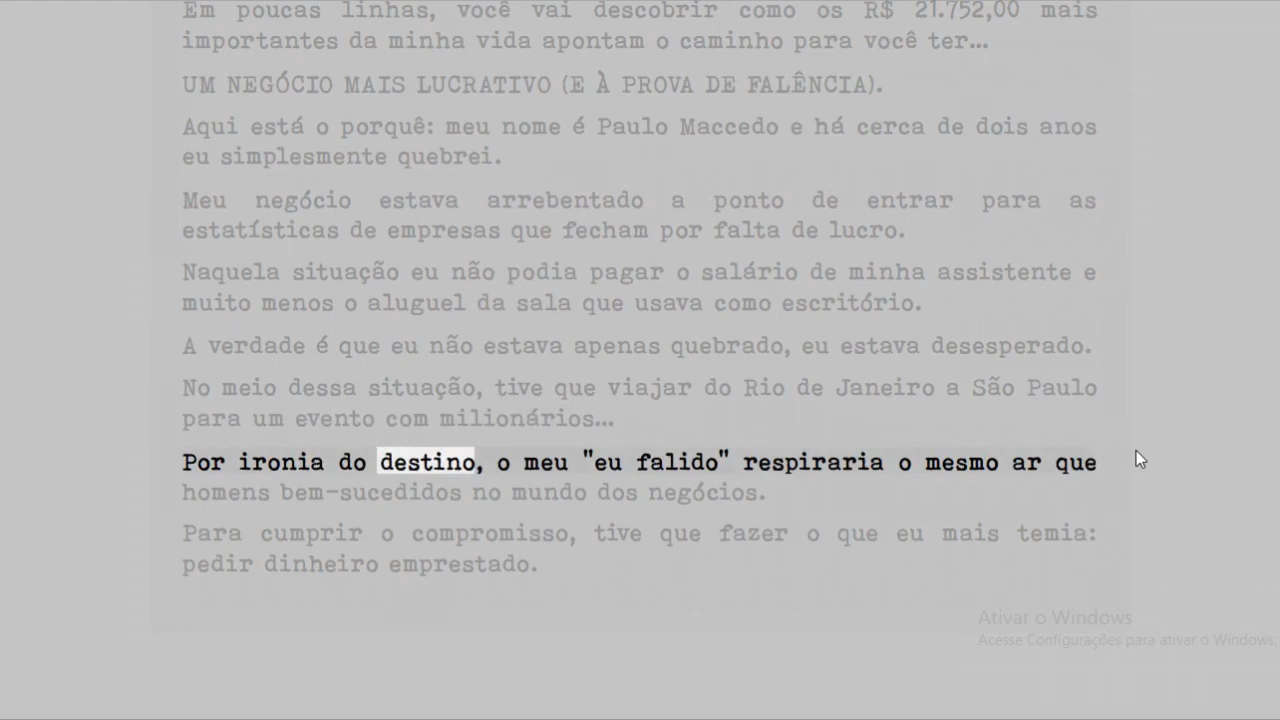 Em poucas linhas, você vai descobrir como os R$ 21.752,00 mais
importantes da minha vida apontam o caminho para você ter...
UM NEGÓCIO MAIS LUCRATIVO (E À PROVA DE FALÊNCIA).
Aqui está o porquê: meu nome é Paulo Maccedo e há cerca de dois anos
eu simplesmente quebrei.
Meu negócio estava arrebentado a ponto de entrar para as
estatísticas de empresas que fecham por falta de lucro.
Naquela situação eu não podia pagar o salário de minha assistente e
muito menos o aluguel da sala que usava como escritório.
A verdade é que eu não estava apenas quebrado, eu estava desesperado.
No meio dessa situação, tive que viajar do Rio de Janeiro a São Paulo
para um evento com milionários...
Por ironia do destino, o meu "eu falido" respiraria o mesmo ar que
homens bem-sucedidos no mundo dos negócios.
Para cumprir o compromisso, tive que fazer o que eu mais temia:
pedir dinheiro emprestado.
Ativar o Windows
Acesse Configurações para ativar o Windows.